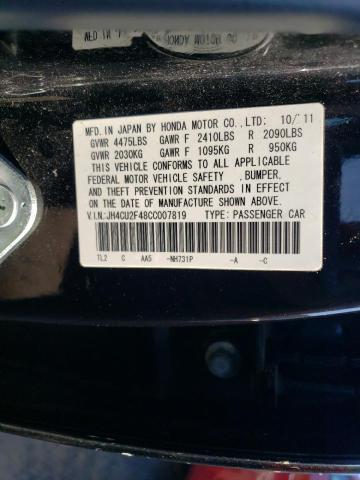 MFD. IN JAPAN BY HONDA MOTOR CO., LTD: 10/'11
GVWR 4475LBS GAWR F 2410LBS R 2090LBS
GVWR 2030KG GAWR F 1095KG R 950KG
THIS VEHICLE CONFORMS TO ALL APPLICABLE
FEDERAL MOTOR VEHICLE SAFETY , BUMPER,
AND THEFT PREVENTION STANDARDS IN EFFECT
ON THE DATE OF MANUFACTURE SHOWN ABOVE.
V.I.N: JH4CU2F48CC007819 TYPE: PASSENGER CAR
TL2 C AA5 -NH731P -A -C